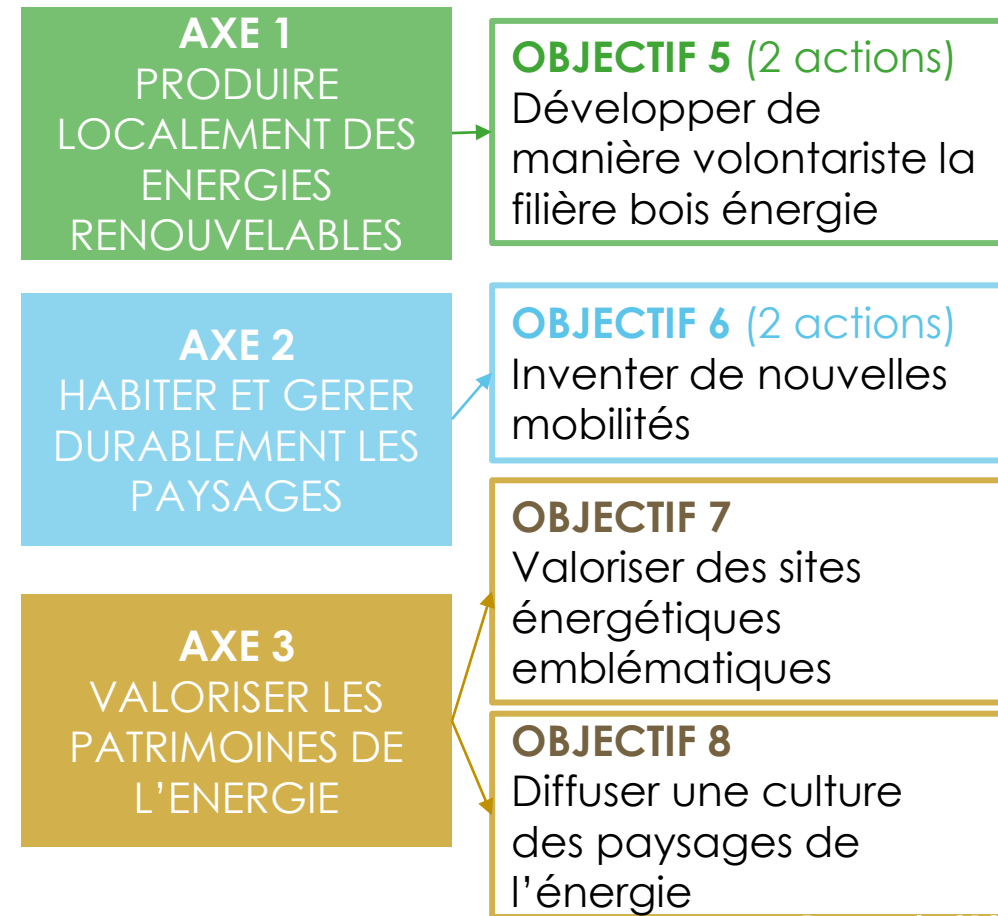 AXE 1
PRODUIRE
LOCALEMENT DES
ENERGIES
RENOUVELABLES
OBJECTIF 5 (2 actions)
Développer de
manière volontariste la
filière bois énergie
AXE 2
HABITER ET GERER
DURABLEMENT LES
PAYSAGES
OBJECTIF 6 (2 actions)
Inventer de nouvelles
mobilités
AXE 3
VALORISER LES
PATRIMOINES DE
L’ENERGIE
OBJECTIF 7
Valoriser des sites
énergétiques
emblématiques
OBJECTIF 8
Diffuser une culture
des paysages de
l’énergie